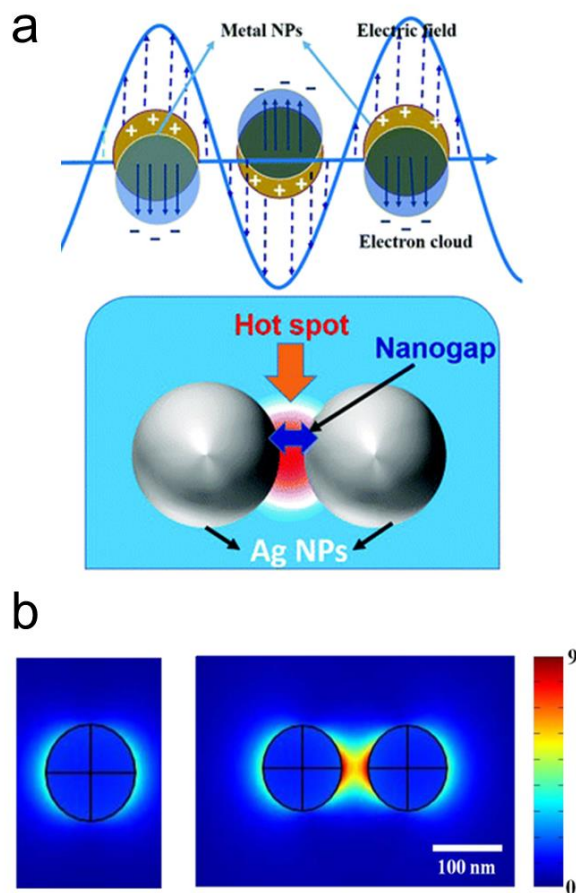 a
Metal NPs
Electric field
Electron cloud
Hot spot
Nanogap
Ag NPs
b
9
100 nm
0